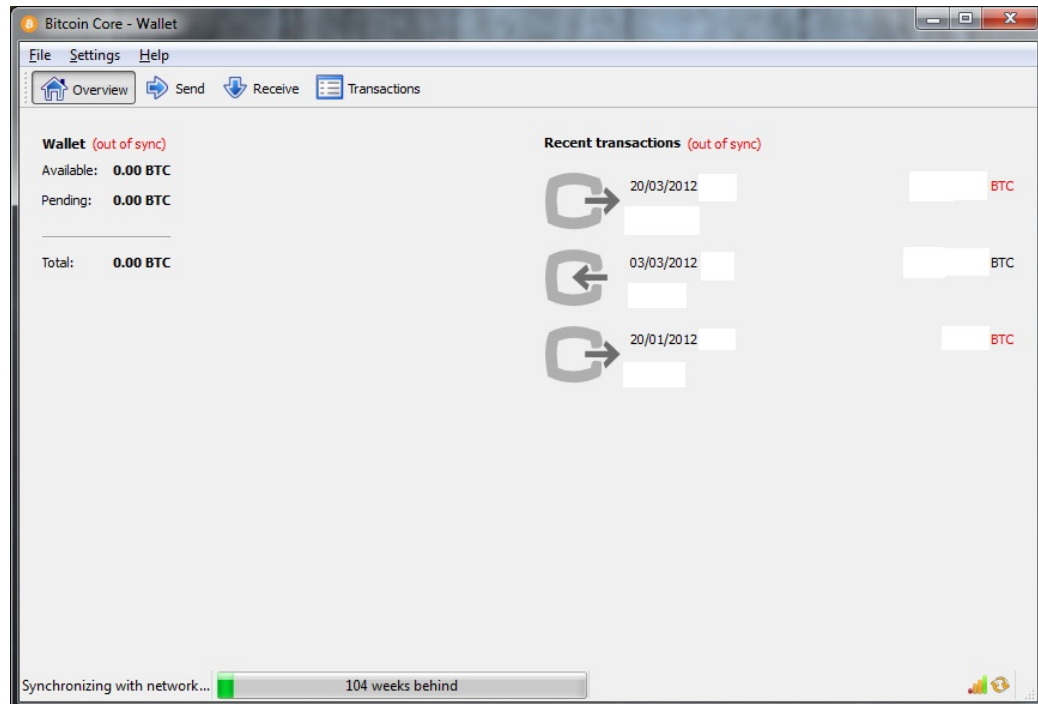 Bitcoin Core - Wallet
File Settings Help
Overview Send Receive Transactions
Wallet (out of sync)
Available: 0.00 BTC
Pending: 0.00 BTC
Total: 0.00 BTC
Recent transactions (out of sync)
20/03/2012 BTC
03/03/2012 BTC
20/01/2012 BTC
Synchronizing with network... 104 weeks behind